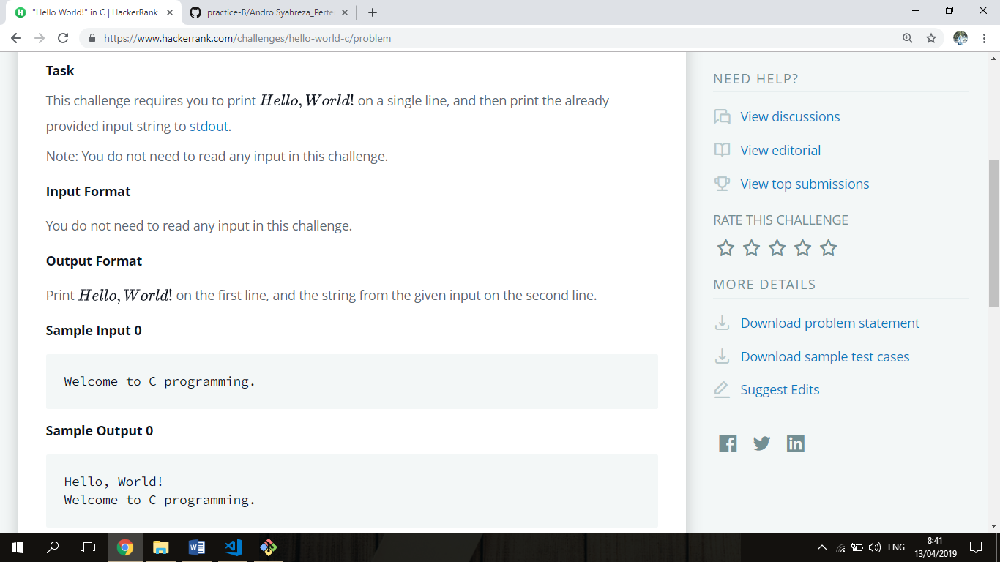 "Hello World!" in C | HackerRank
practice-B/Andro Syahreza_Perte
https://www.hackerrank.com/challenges/hello-world-c/problem
Task
This challenge requires you to print Hello, World! on a single line, and then print the already
provided input string to stdout.
Note: You do not need to read any input in this challenge.
Input Format
You do not need to read any input in this challenge.
Output Format
Print Hello, World! on the first line, and the string from the given input on the second line.
Sample Input 0
Welcome to C programming.
Sample Output 0
Hello, World!
Welcome to C programming.
NEED HELP?
View discussions
View editorial
View top submissions
RATE THIS CHALLENGE
MORE DETAILS
Download problem statement
Download sample test cases
Suggest Edits
ENG
8:41
13/04/2019